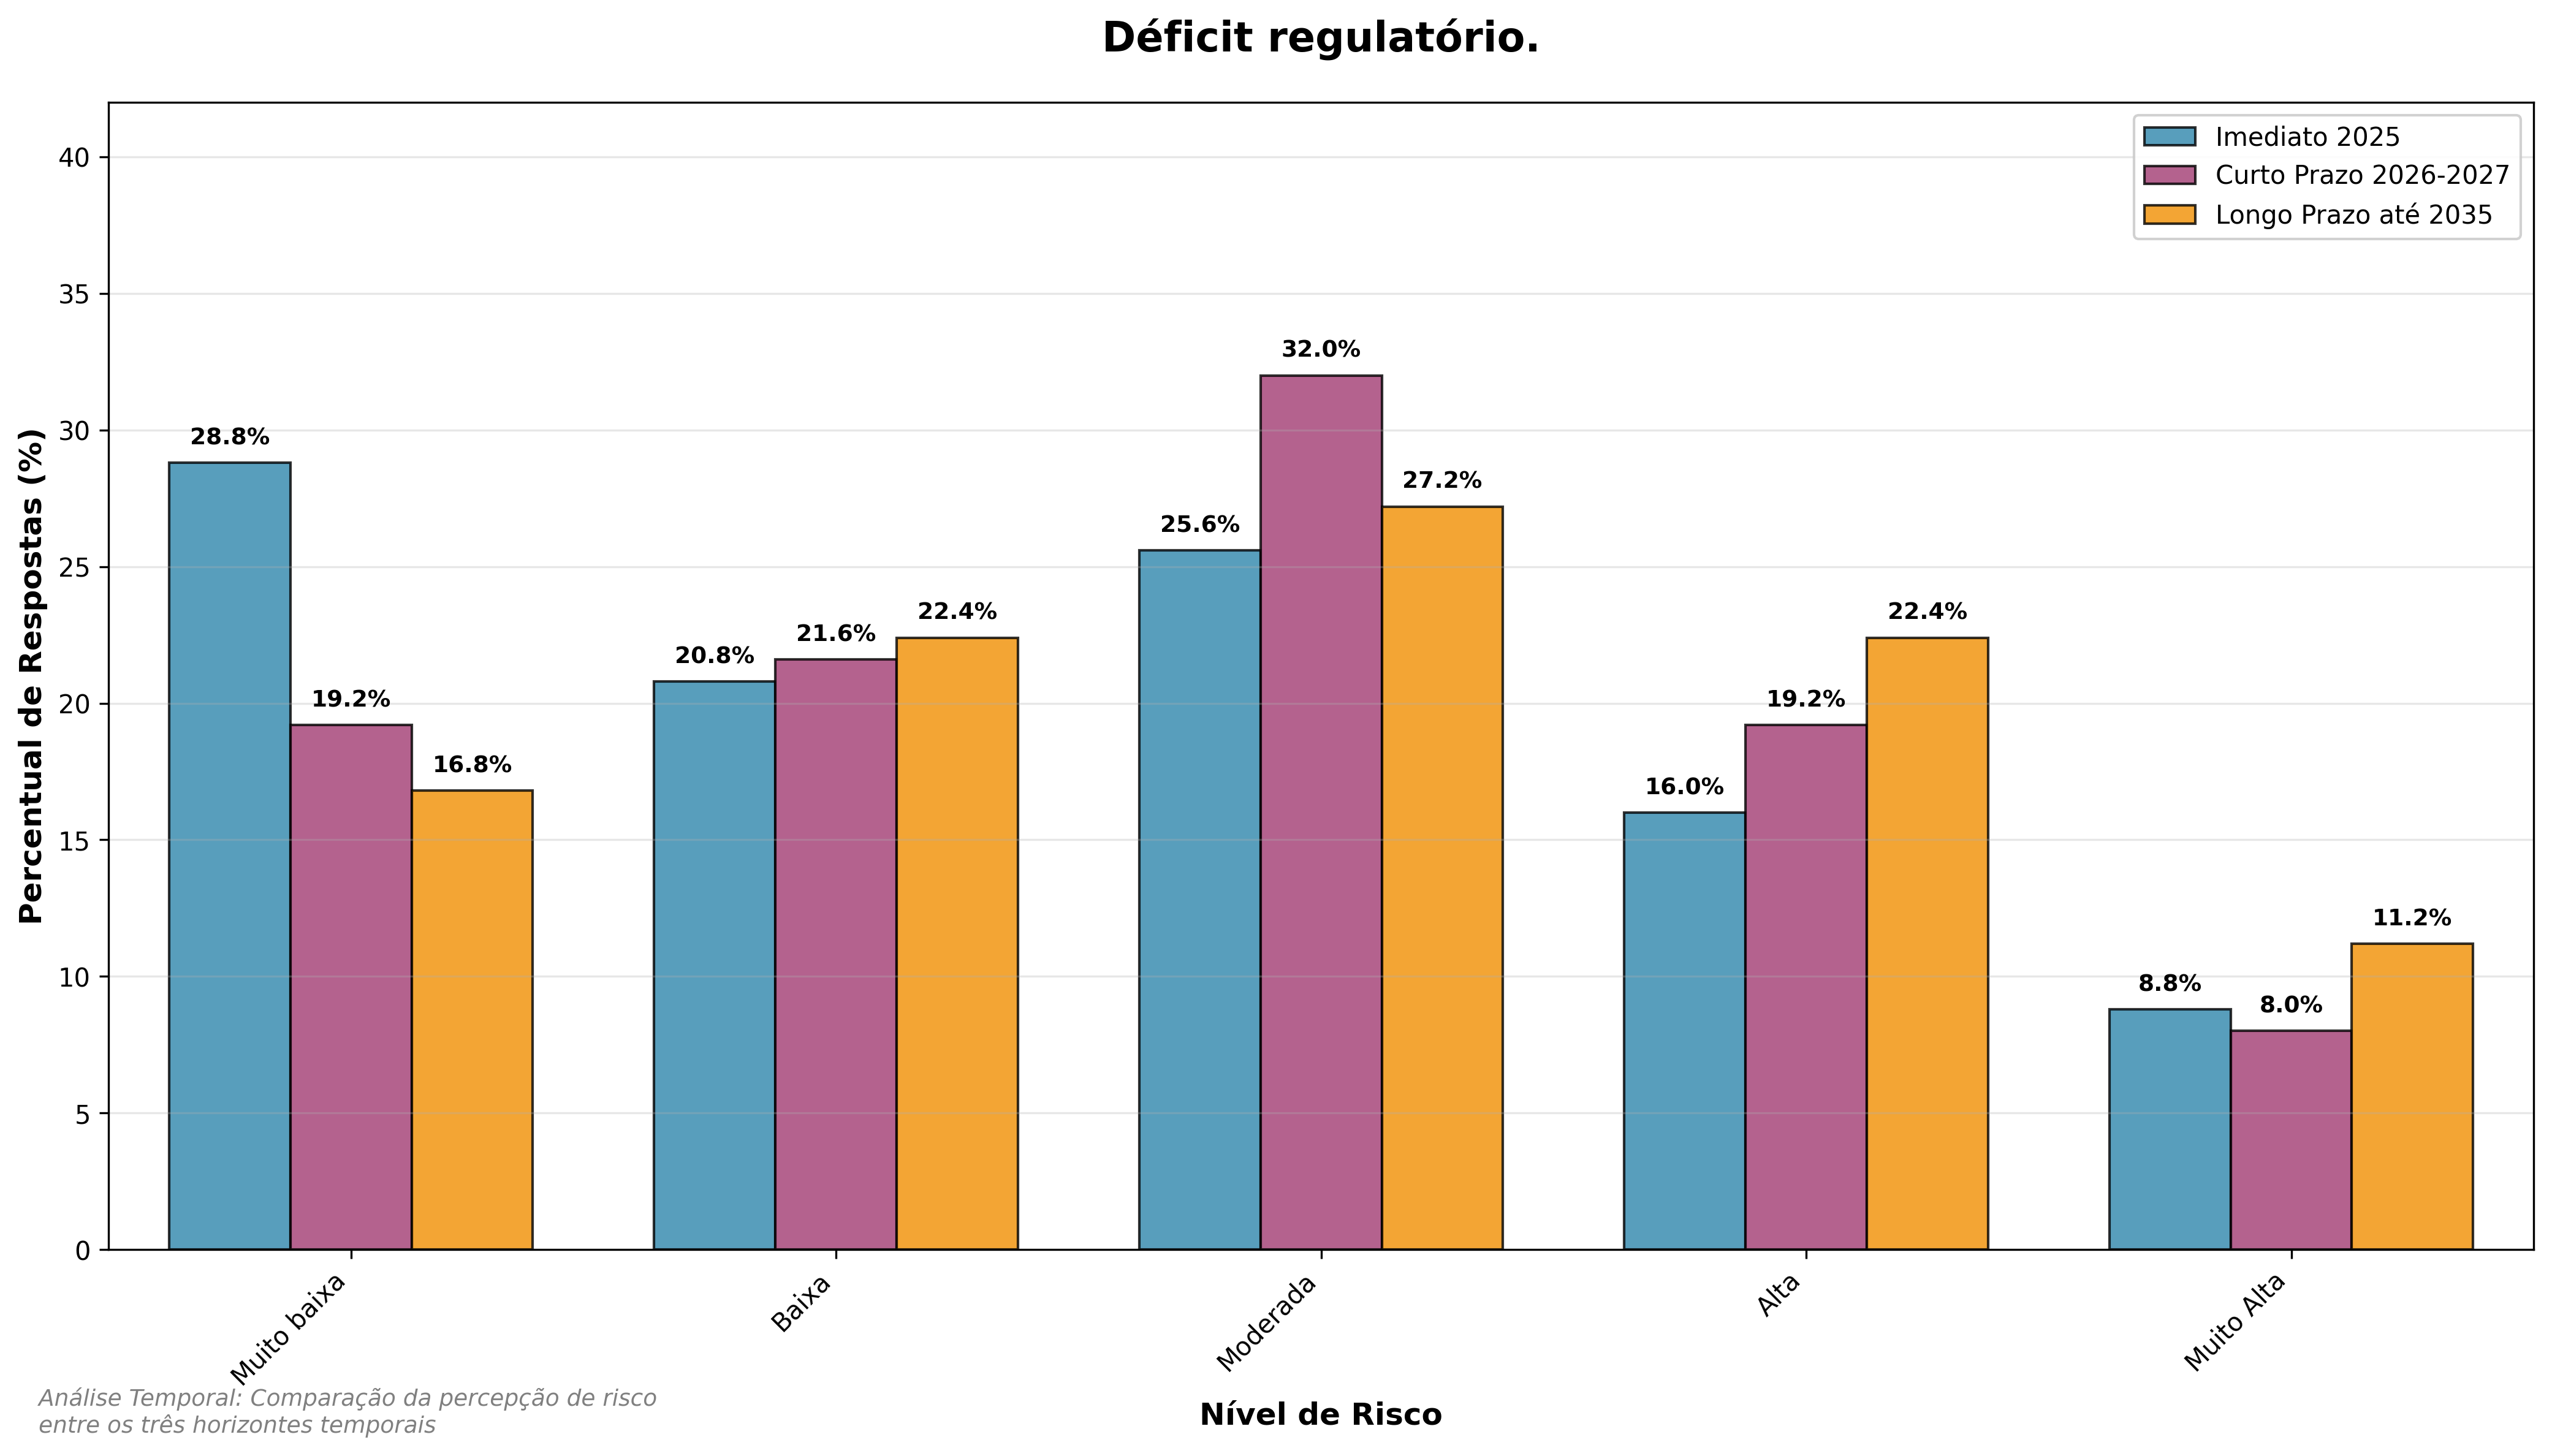 Déficit regulatório.
Imediato 2025
Curto Prazo 2026-2027
Longo Prazo até 2035
Percentual de Respostas (%)
40
35
30
25
20
15
10
5
0
28.8%
19.2%
16.8%
20.8%
21.6%
22.4%
25.6%
32.0%
27.2%
16.0%
19.2%
22.4%
8.8%
8.0%
11.2%
Muito baixa
Baixa
Moderada
Alta
Muito Alta
Nível de Risco
Análise Temporal: Comparação da percepção de risco
entre os três horizontes temporais